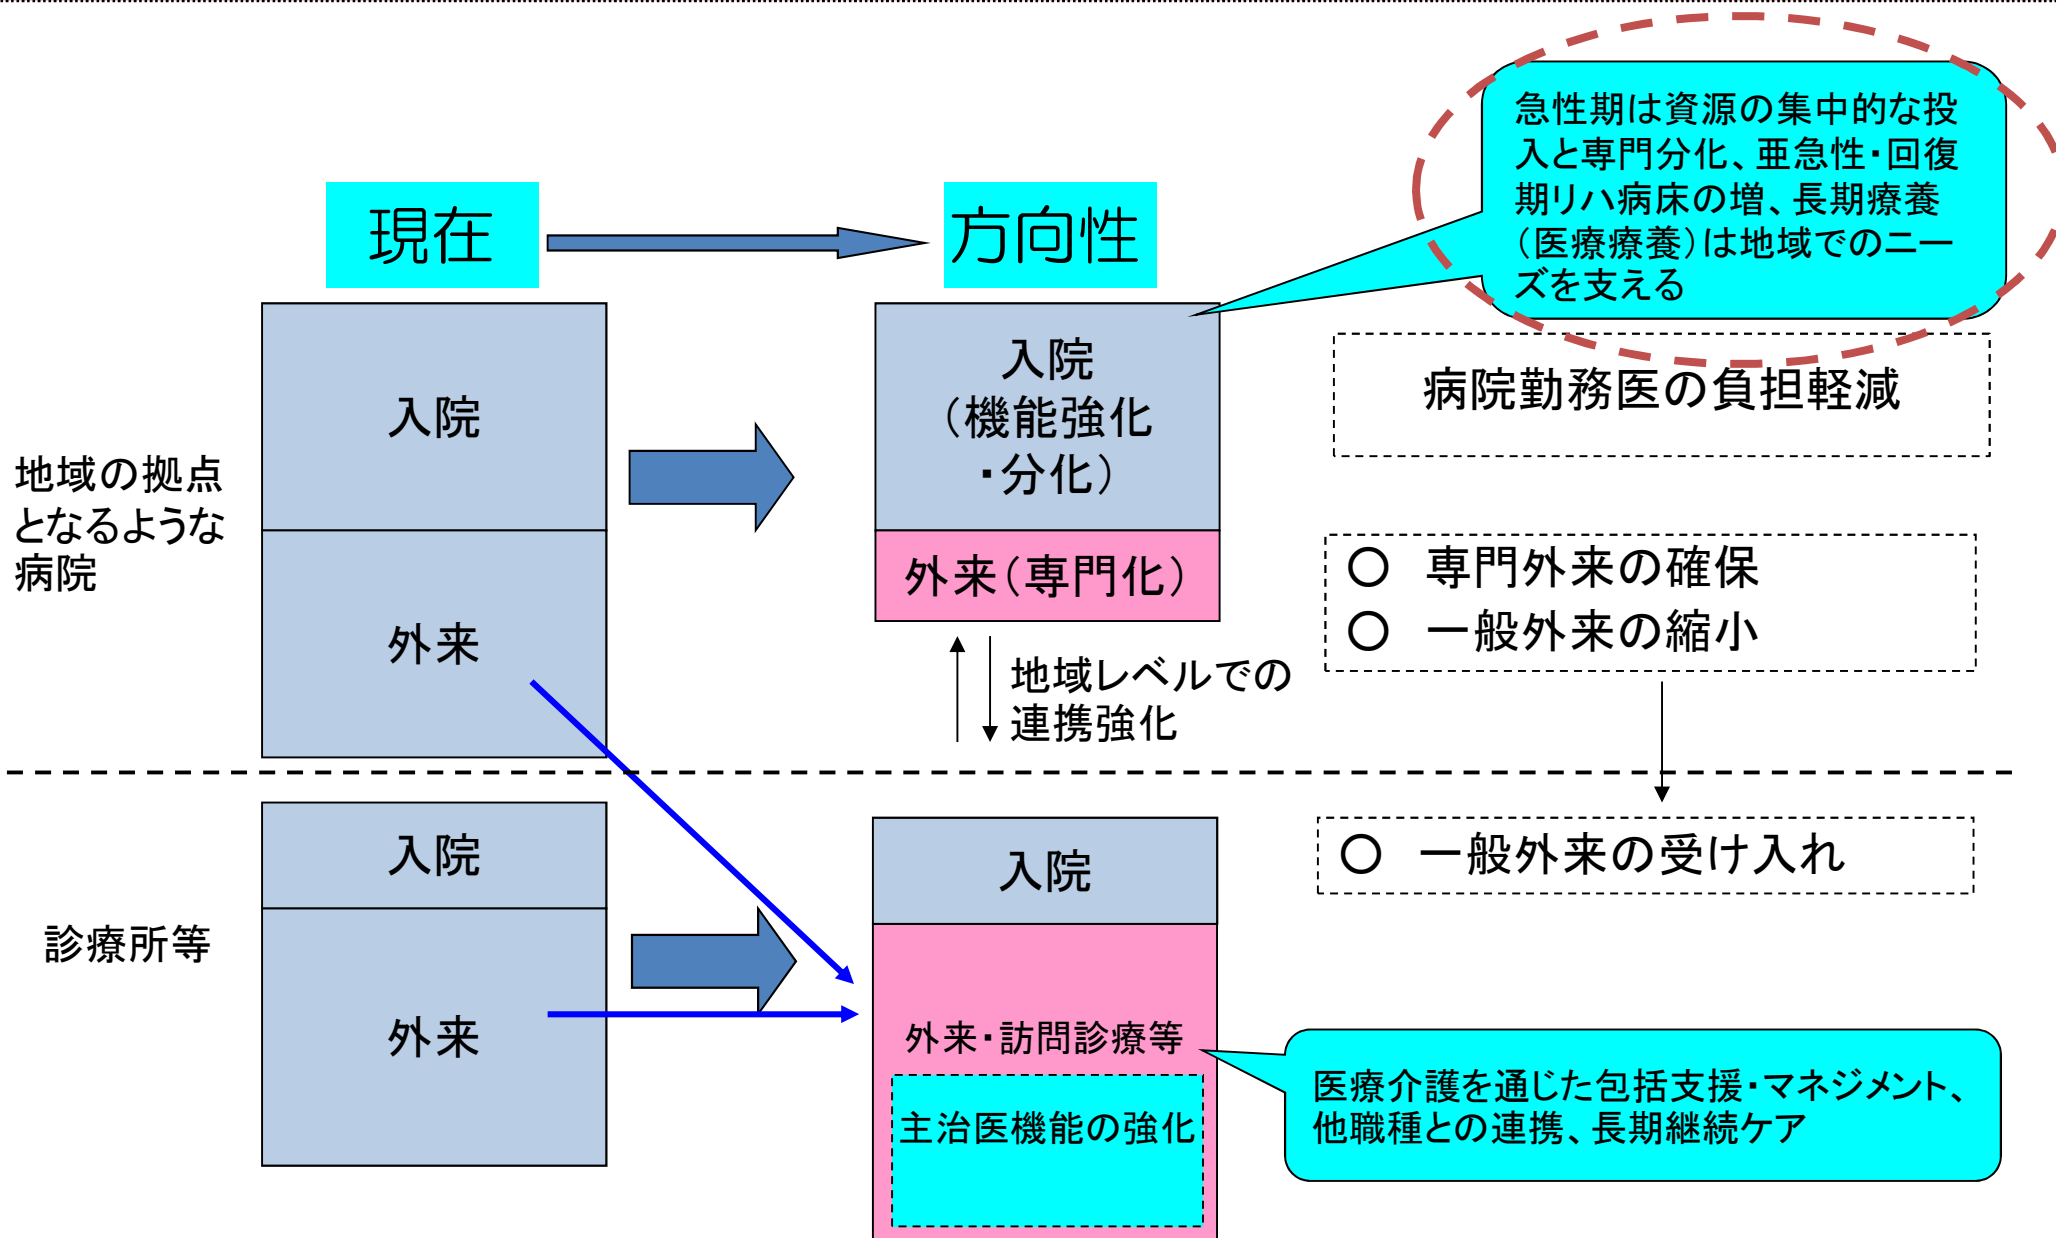 急性期は資源の集中的な投
入と専門分化、亜急性・回復
期リハ病床の増、長期療養
（医療療養）は地域でのニー
ズを支える
現在
方向性
地域の拠点
となるような
病院
入院
外来
入院
（機能強化
・分化）
外来（専門化）
病院勤務医の負担軽減
○　専門外来の確保
○　一般外来の縮小
地域レベルでの
連携強化
診療所等
入院
外来
入院
外来・訪問診療等
主治医機能の強化
○　一般外来の受け入れ
医療介護を通じた包括支援・マネジメント、
他職種との連携、長期継続ケア